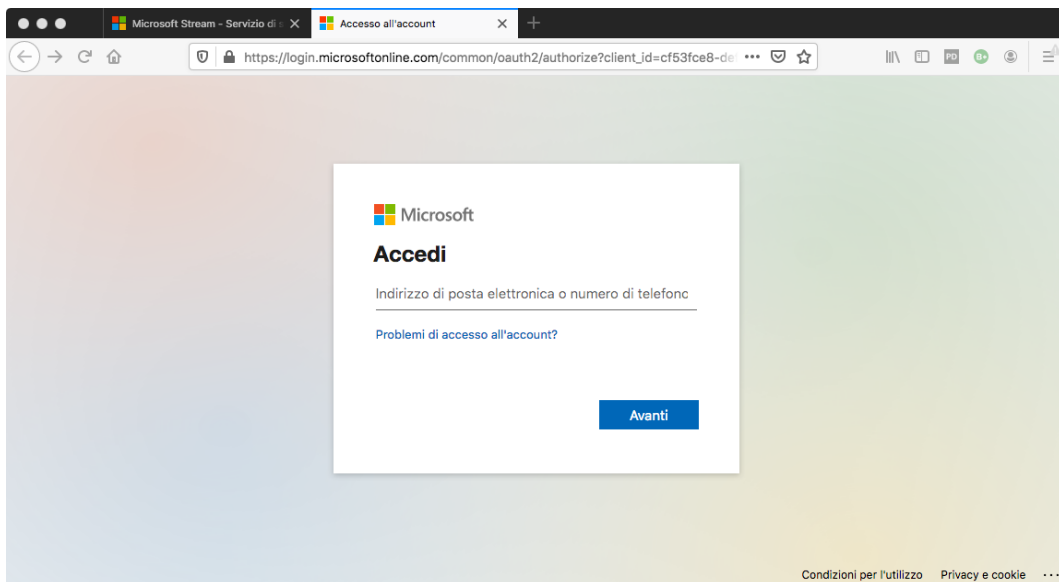 Microsoft Stream - Servizio di s
Accesso all'account
https://login.microsoftonline.com/common/oauth2/authorize?client_id=cf53fce8-de
PD
B+
Microsoft
Accedi
Indirizzo di posta elettronica o numero di telefono
Problemi di accesso all'account?
Avanti
Condizioni per l'utilizzo Privacy e cookie ...